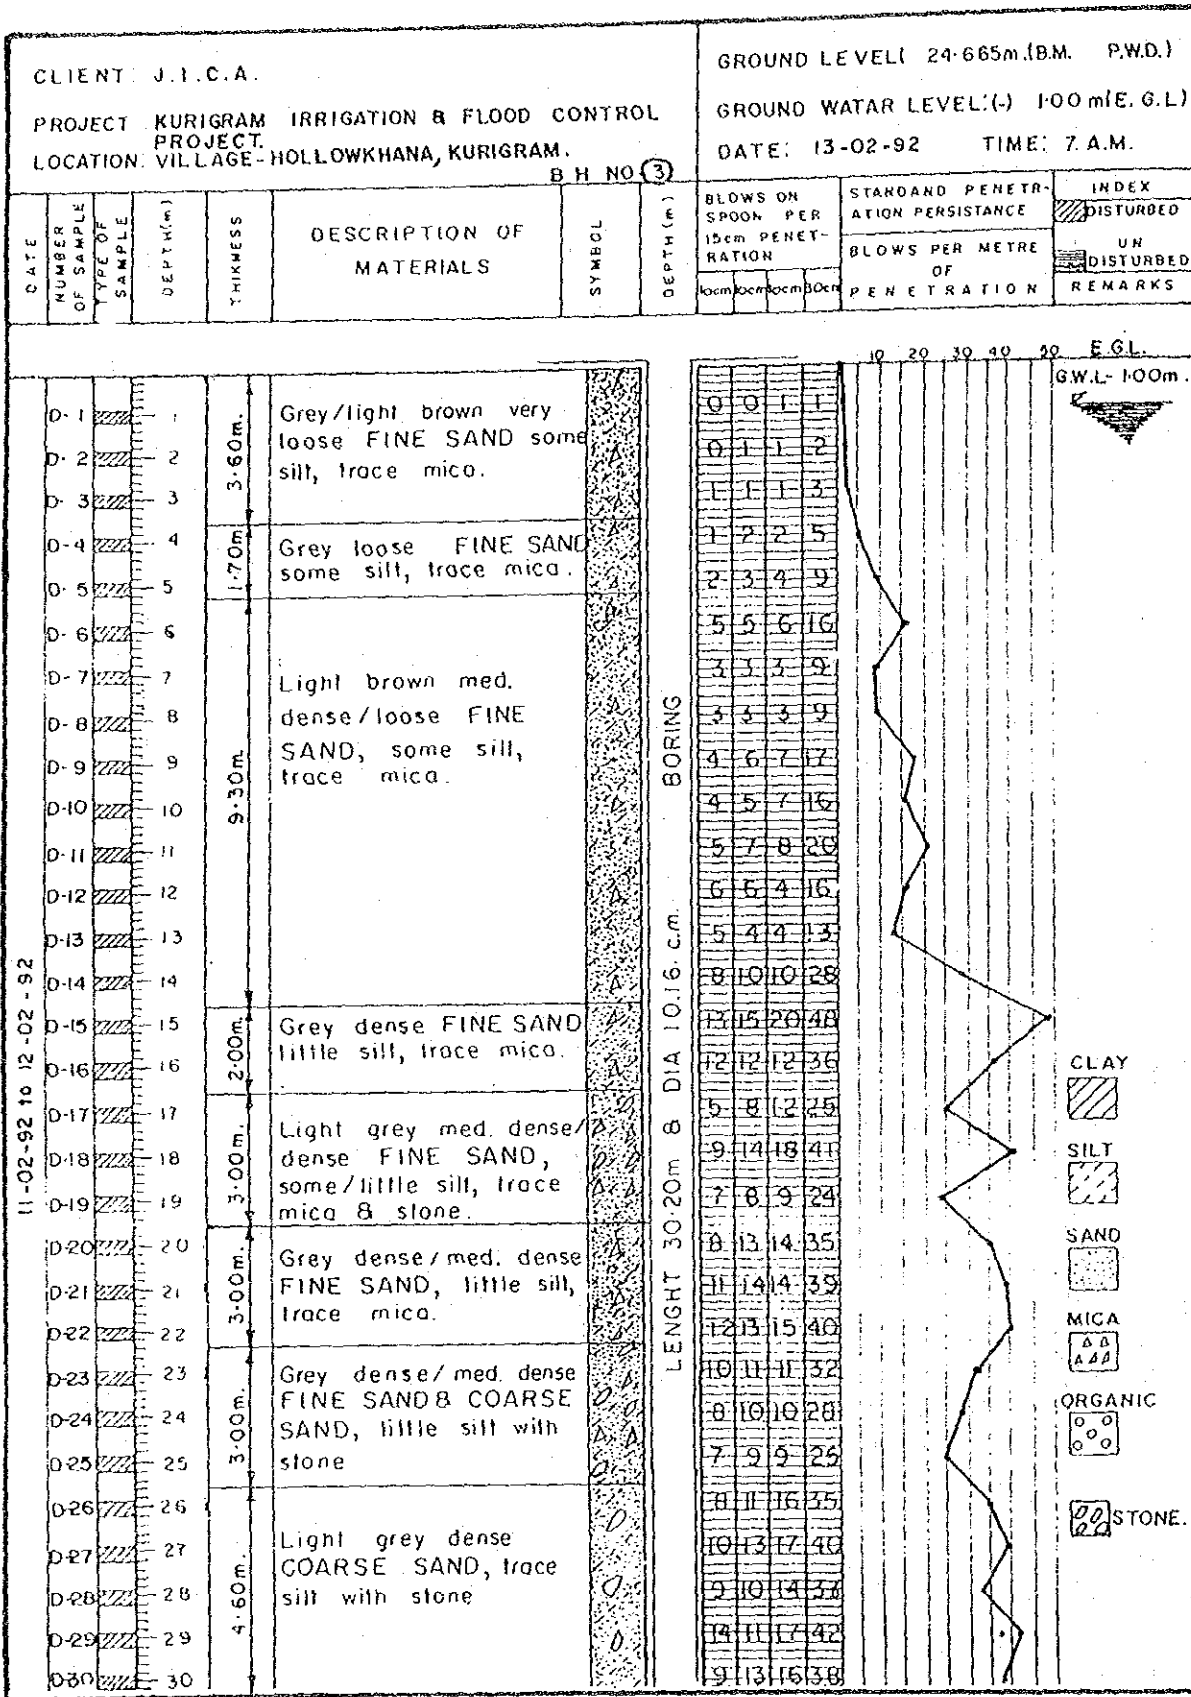 CLIENT: J.I.C.A.
PROJECT KURIGRAM IRRIGATION & FLOOD CONTROL
PROJECT.
LOCATION: VILLAGE-HOLLOWKHANA, KURIGRAM.
B H NO (3)
GROUND LEVEL( 24·665m.(B.M. P.W.D.)
GROUND WATAR LEVEL:(-) 1·00 m(E. G.L)
DATE: 13-02-92 TIME: 7. A.M.
DATE
NUMBER OF SAMPLE
TYPE OF SAMPLE
DEPTH(m)
THIKMESS
DESCRIPTION OF
MATERIALS
SYMBOL
DEPTH (m)
BLOWS ON
SPOON PER
15cm PENET-
RATION
10cm 10cm 10cm 30cm
STANDAND PENETR-
ATION PERSISTANCE
BLOWS PER METRE
OF
PENETRATION
INDEX
DISTURBED
UN
DISTURBED
REMARKS
10 20 30 40 50 E.G.L.
G.W.L- 1·00m.
11-02-92 to 12-02-92
LENGHT 30·20m & DIA 10.16. c.m. BORING
3·60m.
Grey/light brown very
loose FINE SAND some
silt, trace mica.
D-1 1 0 0 1 1
D-2 2 0 1 1 2
D-3 3 1 1 1 3
1·70m
Grey loose FINE SAND
some silt, trace mica.
D-4 4 1 2 2 5
D-5 5 2 3 4 9
9·30m.
Light brown med.
dense/loose FINE
SAND, some silt,
trace mica.
D-6 6 5 5 6 16
D-7 7 3 3 3 9
D-8 8 3 3 3 9
D-9 9 4 6 7 17
D-10 10 4 5 7 16
D-11 11 5 7 8 20
D-12 12 6 6 4 16
D-13 13 5 4 4 13
D-14 14 8 10 10 28
2·00m.
Grey dense FINE SAND
little silt, trace mica.
D-15 15 13 15 20 48
D-16 16 12 12 12 36
3·00m.
Light grey med. dense/
dense FINE SAND,
some/little silt, trace
mica & stone.
D-17 17 5 8 12 25
D-18 18 9 14 18 41
D-19 19 7 8 9 24
3·00m.
Grey dense/med. dense
FINE SAND, little silt,
trace mica.
D-20 20 8 13 14 35
D-21 21 11 14 14 39
D-22 22 12 13 15 40
3·00m.
Grey dense/ med. dense
FINE SAND & COARSE
SAND, little silt with
stone
D-23 23 10 11 11 32
D-24 24 8 10 10 28
D-25 25 7 9 9 25
4·60m.
Light grey dense
COARSE SAND, trace
silt with stone
D-26 26 8 11 16 35
D-27 27 10 13 17 40
D-28 28 9 10 14 33
D-29 29 14 11 17 42
D-30 30 9 13 16 38
CLAY
SILT
SAND
MICA
ORGANIC
STONE.